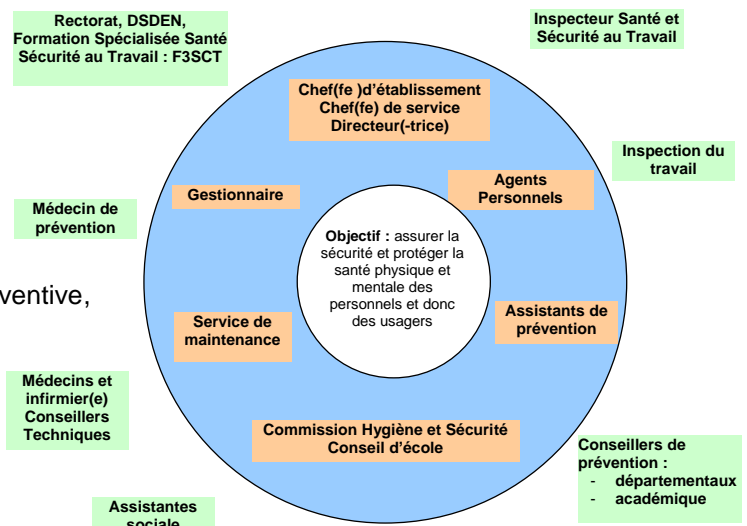 Rectorat, DSDEN,
Formation Spécialisée Santé
Sécurité au Travail : F3SCT
Inspecteur Santé et
Sécurité au Travail
Chef(fe )d'établissement
Chef(fe) de service
Directeur(-trice)
Inspection du
travail
Agents
Personnels
Gestionnaire
Médecin de
prévention
Objectif : assurer la
sécurité et protéger la
santé physique et
mentale des
personnels et donc
des usagers
ventive,
Assistants de
prévention
Service de
maintenance
Médecins et
infirmier(e)
Conseillers
Techniques
Commission Hygiène et Sécurité
Conseil d'école
Conseillers de
prévention :
- départementaux
- académique
Assistantes
sociale